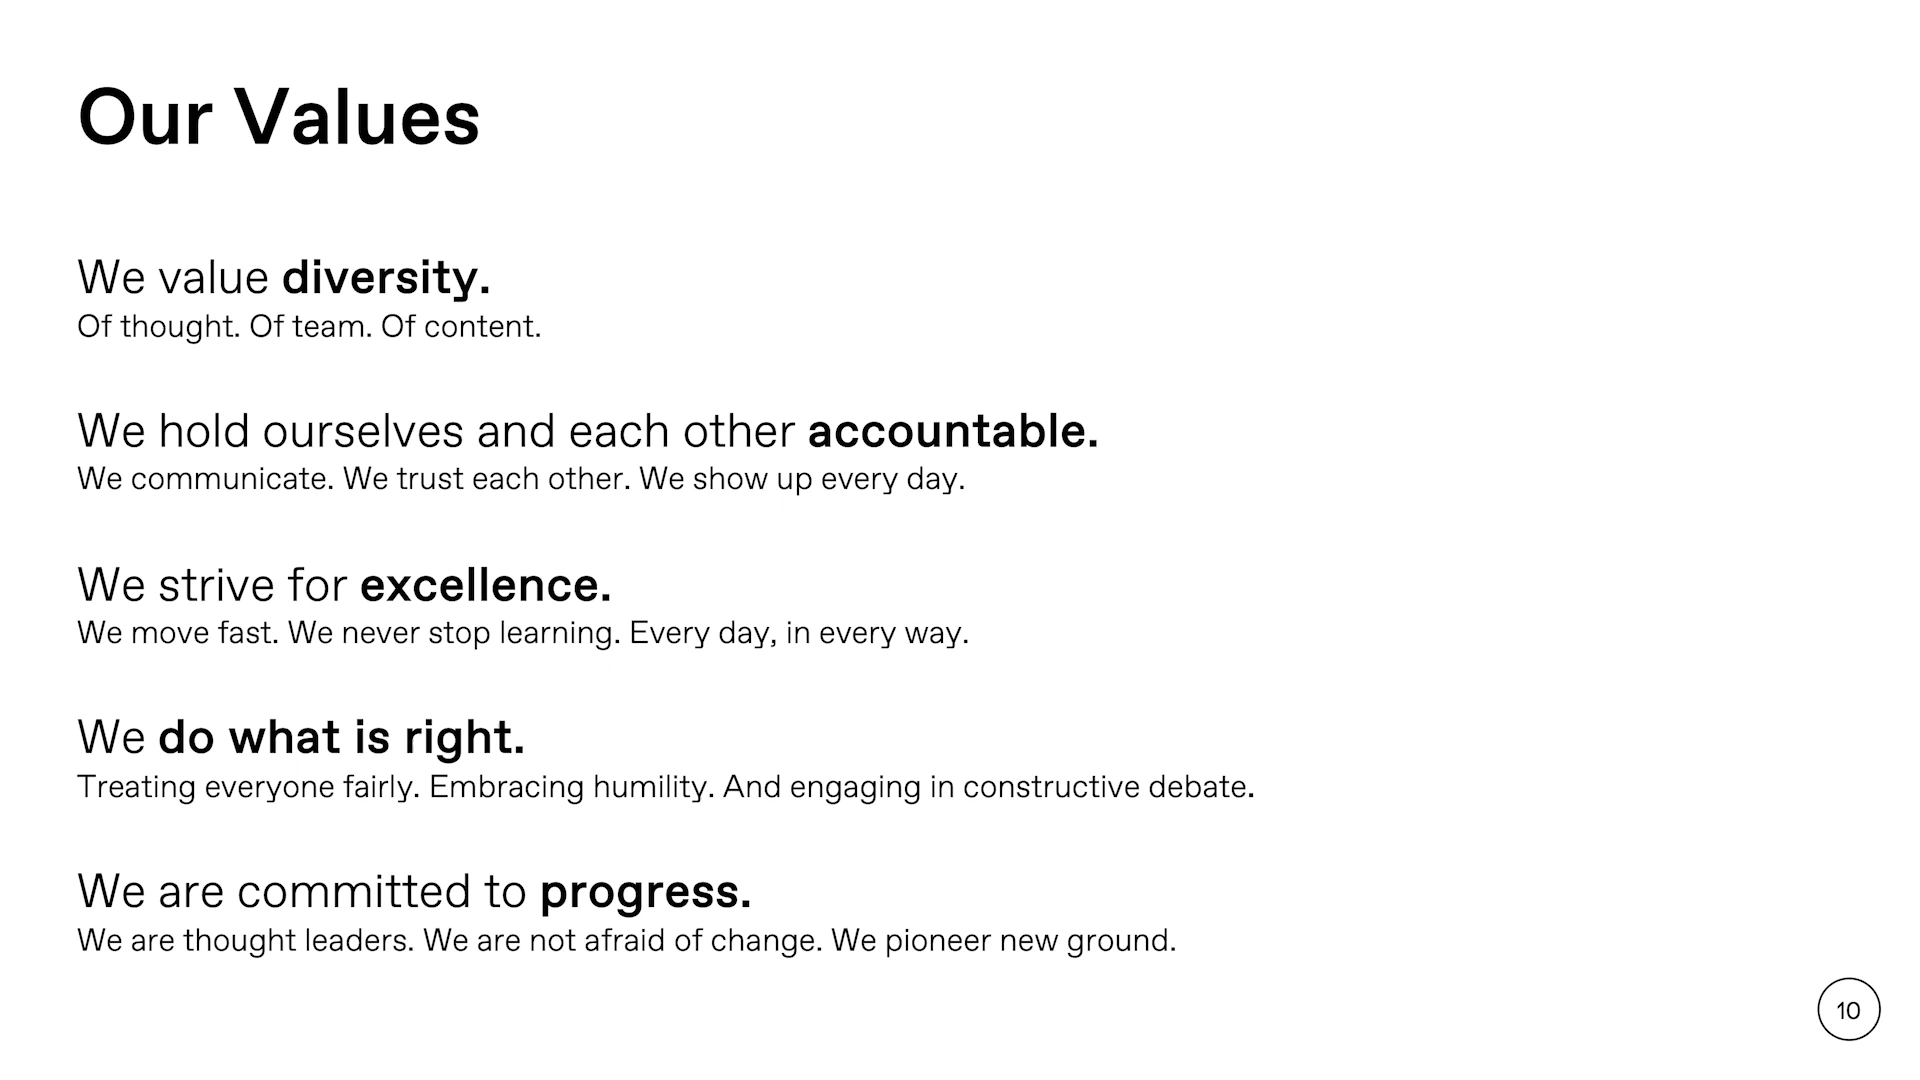 Our Values
We value diversity.
Of thought. Of team. Of content.
We hold ourselves and each other accountable.
We communicate. We trust each other. We show up every day.
We strive for excellence.
We move fast. We never stop learning. Every day, in every way.
We do what is right.
Treating everyone fairly. Embracing humility. And engaging in constructive debate.
We are committed to progress.
We are thought leaders. We are not afraid of change. We pioneer new ground.
10